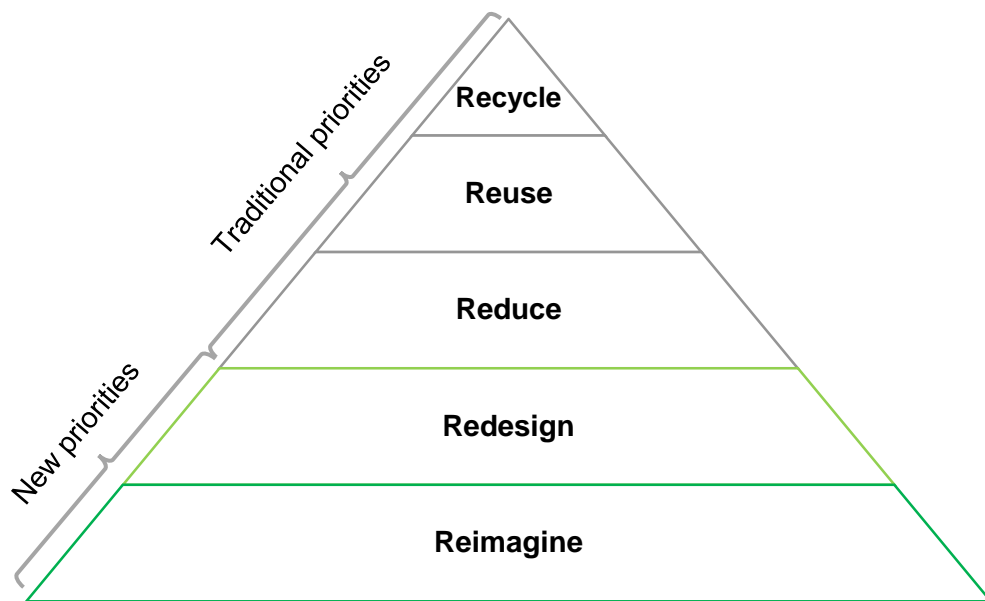 Traditional priorities
Recycle
Reuse
Reduce
New priorities
Redesign
Reimagine